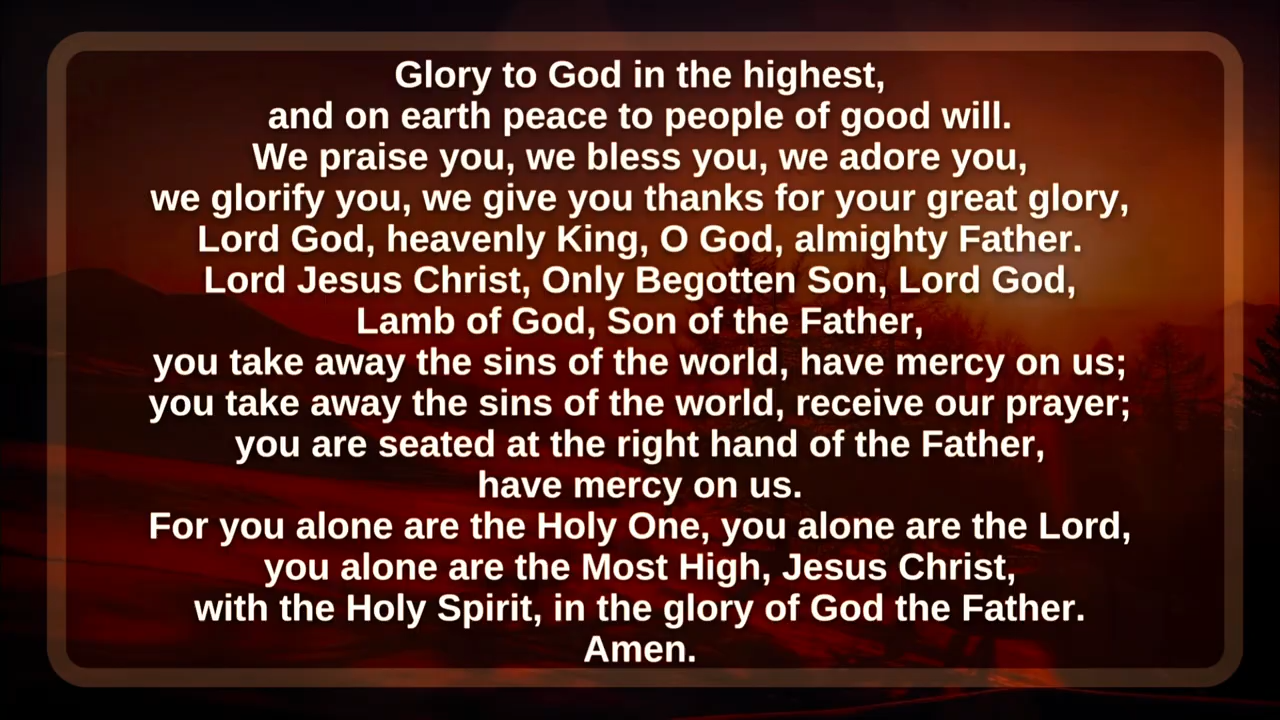 Glory to God in the highest,
and on earth peace to people of good will.
We praise you, we bless you, we adore you,
we glorify you, we give you thanks for your great glory,
Lord God, heavenly King, O God, almighty Father.
Lord Jesus Christ, Only Begotten Son, Lord God,
Lamb of God, Son of the Father,
you take away the sins of the world, have mercy on us;
you take away the sins of the world, receive our prayer;
you are seated at the right hand of the Father,
have mercy on us.
For you alone are the Holy One, you alone are the Lord,
you alone are the Most High, Jesus Christ,
with the Holy Spirit, in the glory of God the Father.
Amen.